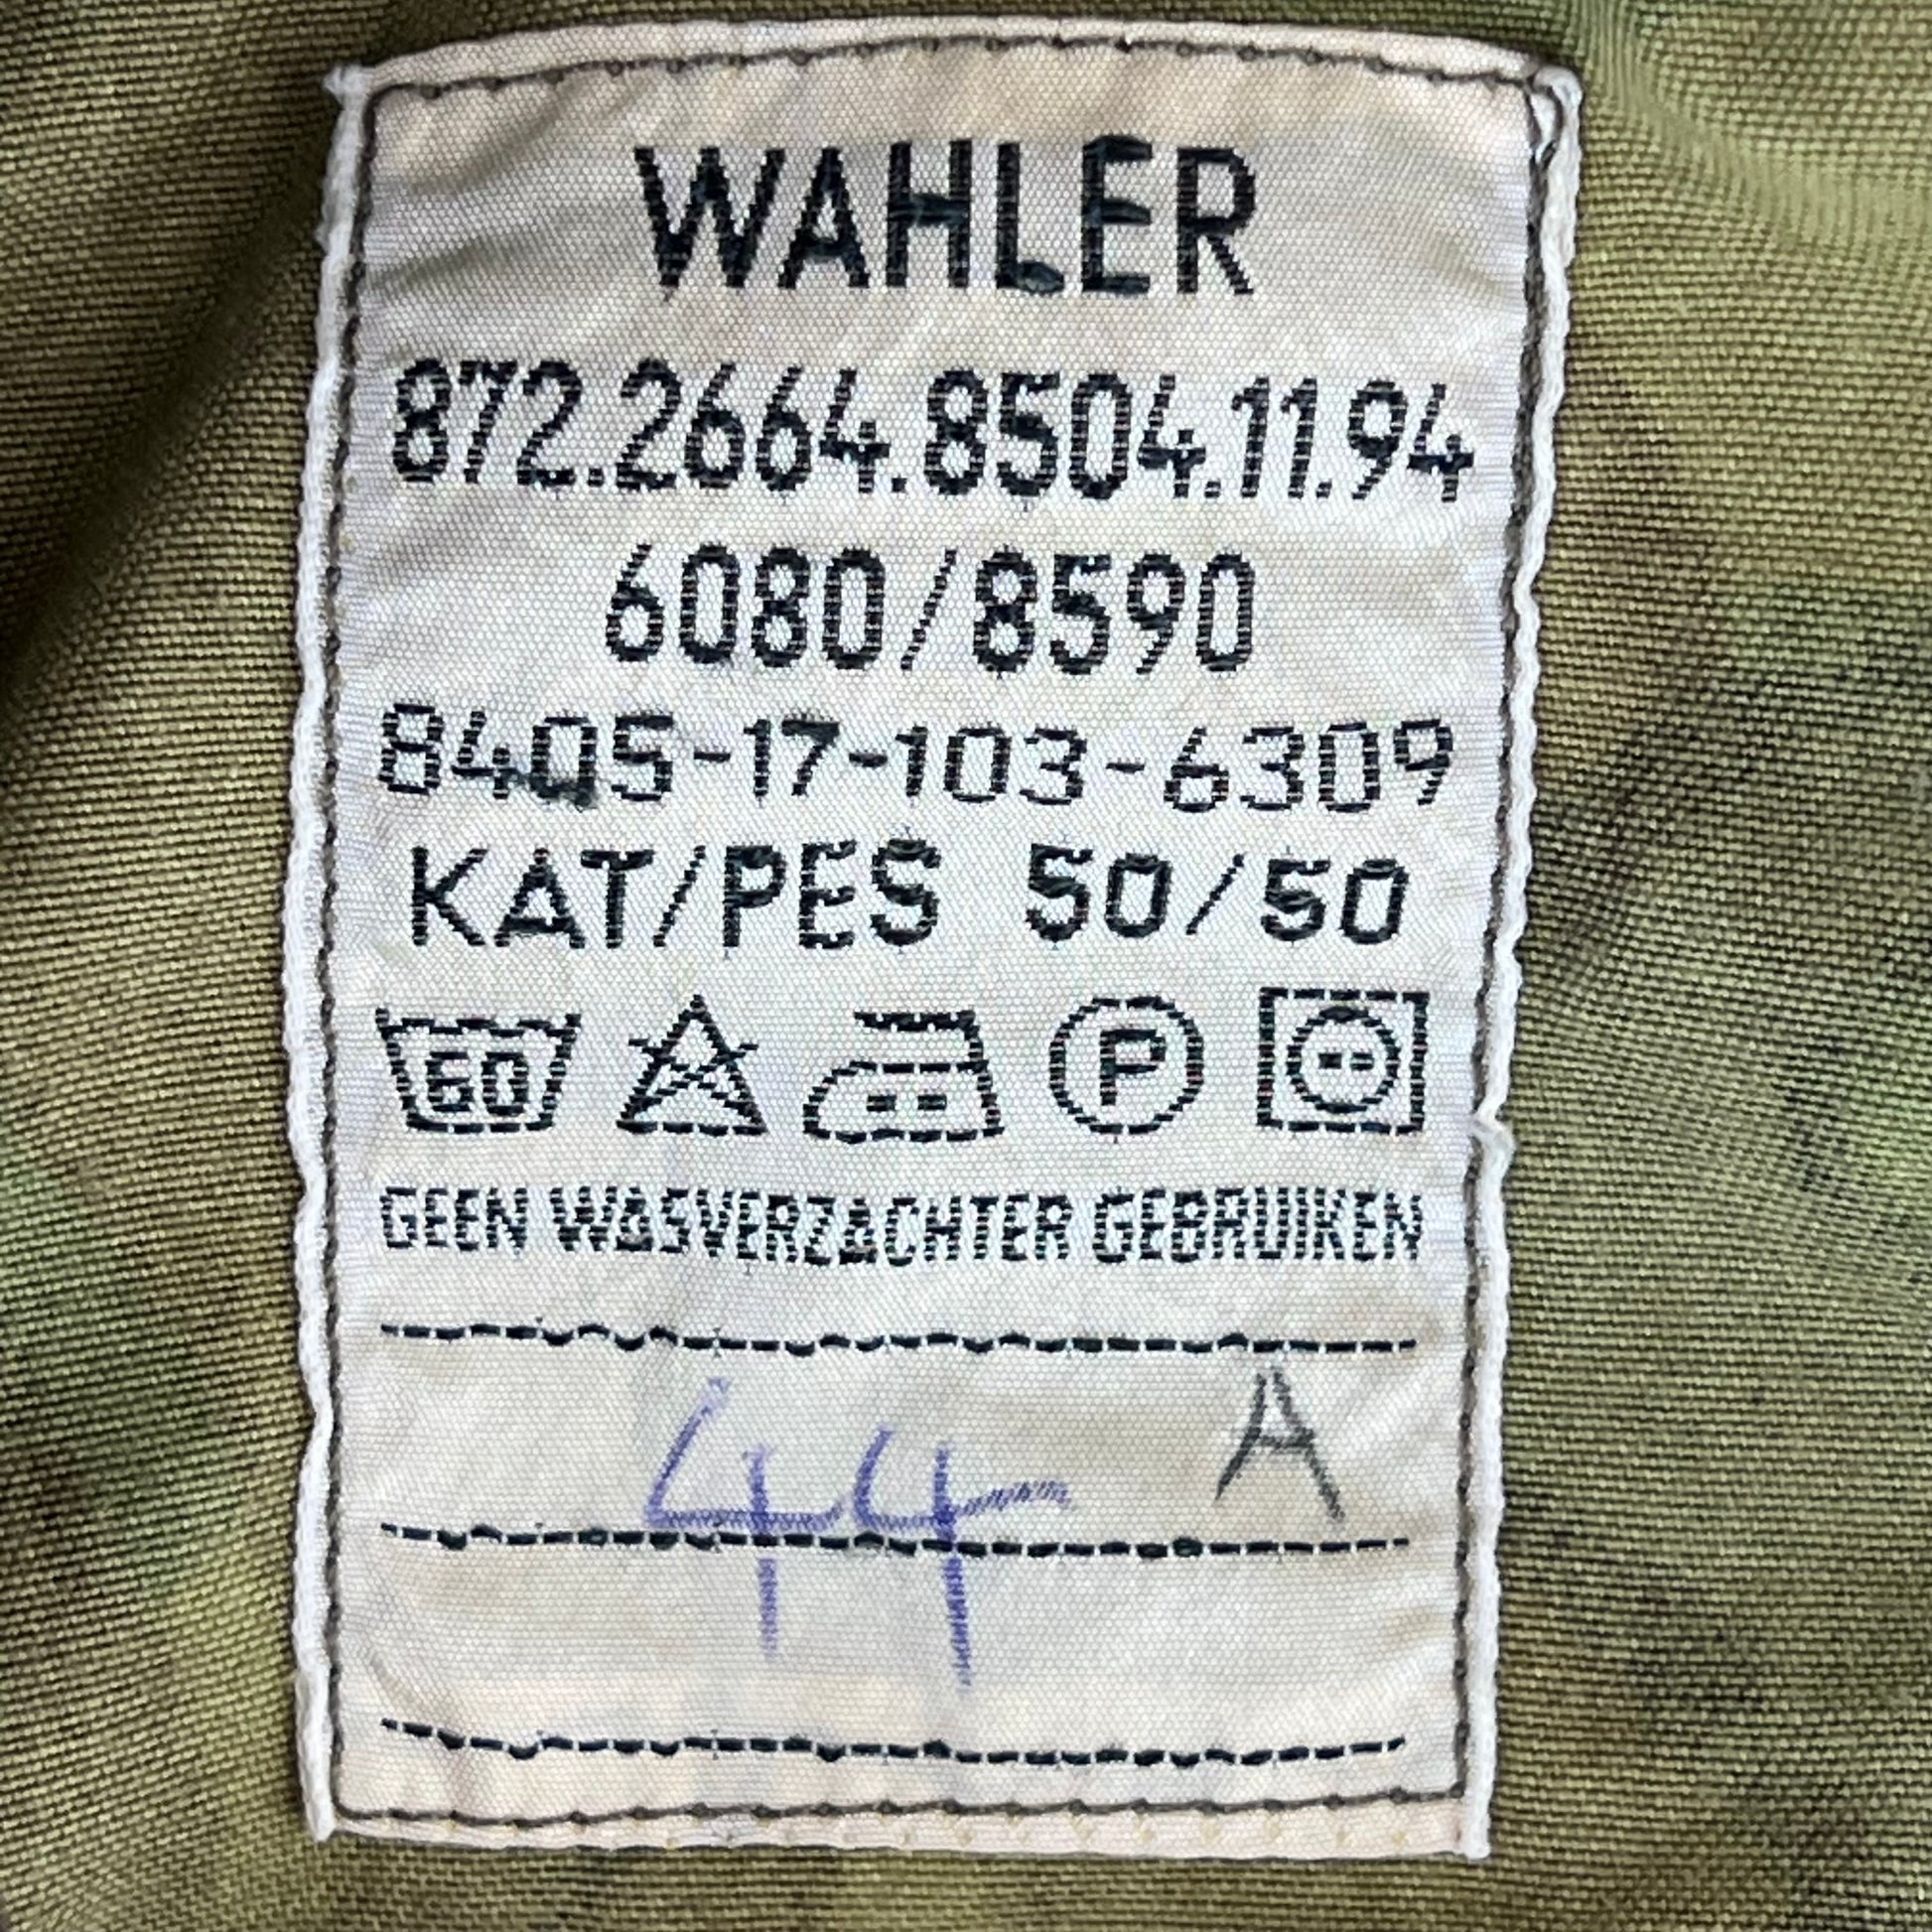 WAHLER
872.2664.8504.11.94
6080/8590
8405-17-103-6309
KAT/PES 50/50
60 P
GEEN WASVERZACHTER GEBRUIKEN
44 A